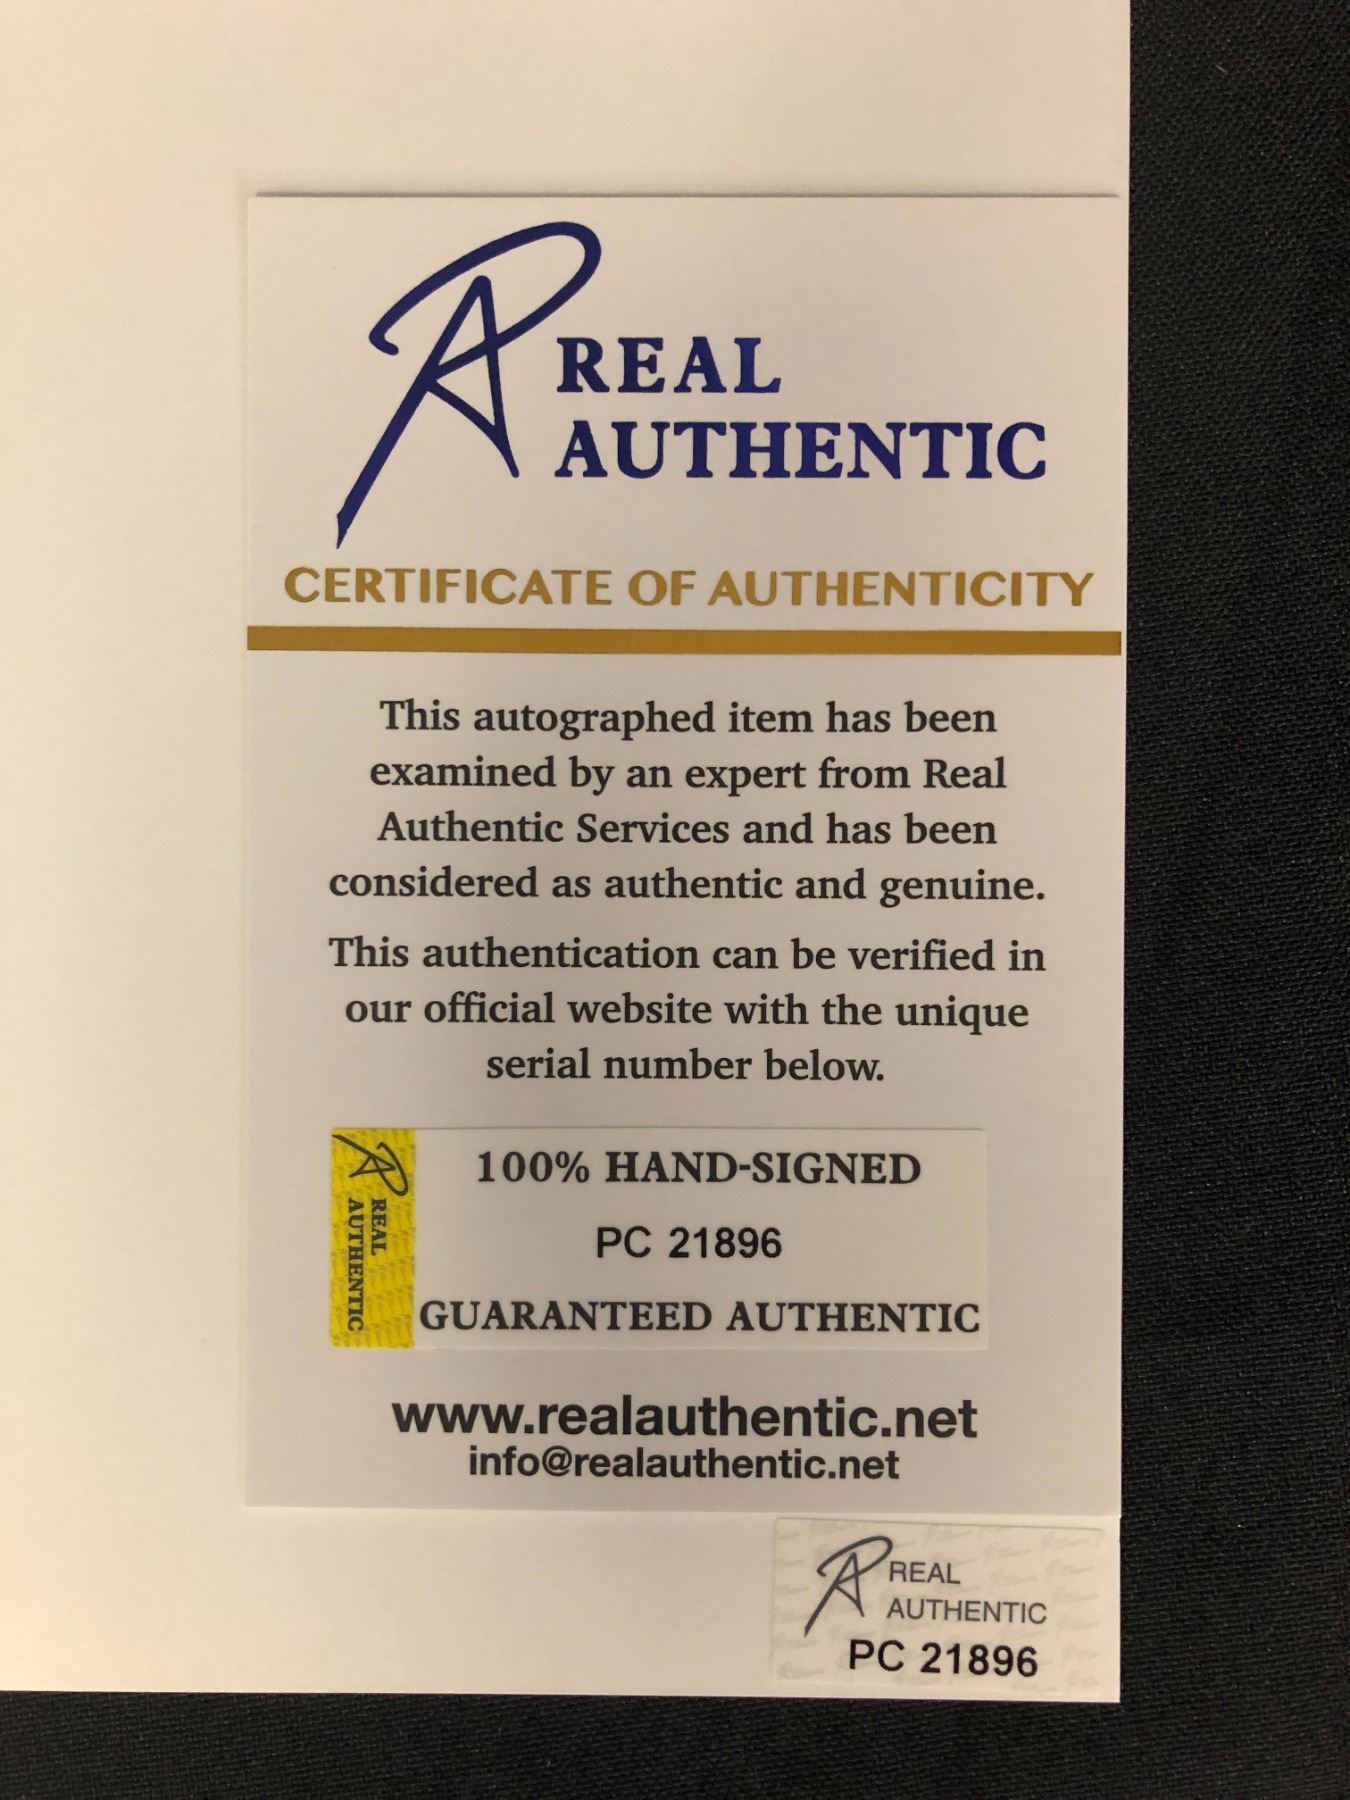 REAL
AUTHENTIC
CERTIFICATE OF AUTHENTICITY
This autographed item has been
examined by an expert from Real
Authentic Services and has been
considered as authentic and genuine.
This authentication can be verified in
our official website with the unique
serial number below.
REAL
AUTHENTIC
100% HAND-SIGNED
PC 21896
GUARANTEED AUTHENTIC
www.realauthentic.net
info@realauthentic.net
REAL
AUTHENTIC
PC 21896